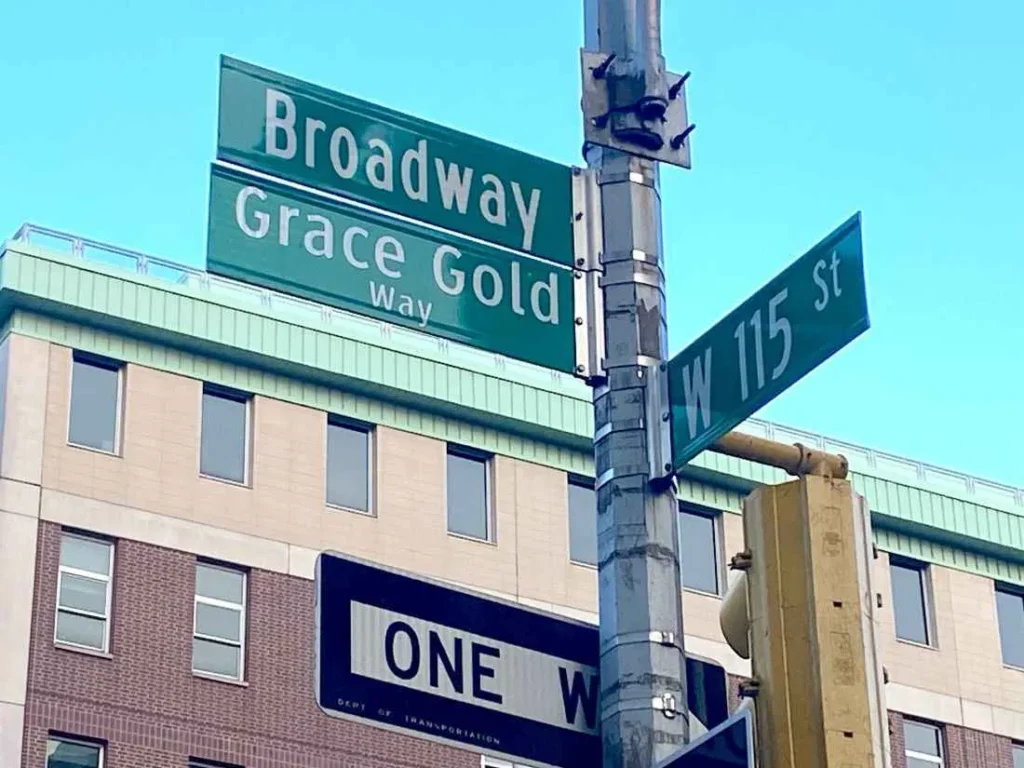 Broadway
Grace Gold
Way
W 115 St
ONE W
DEPT OF TRANSPORTATION